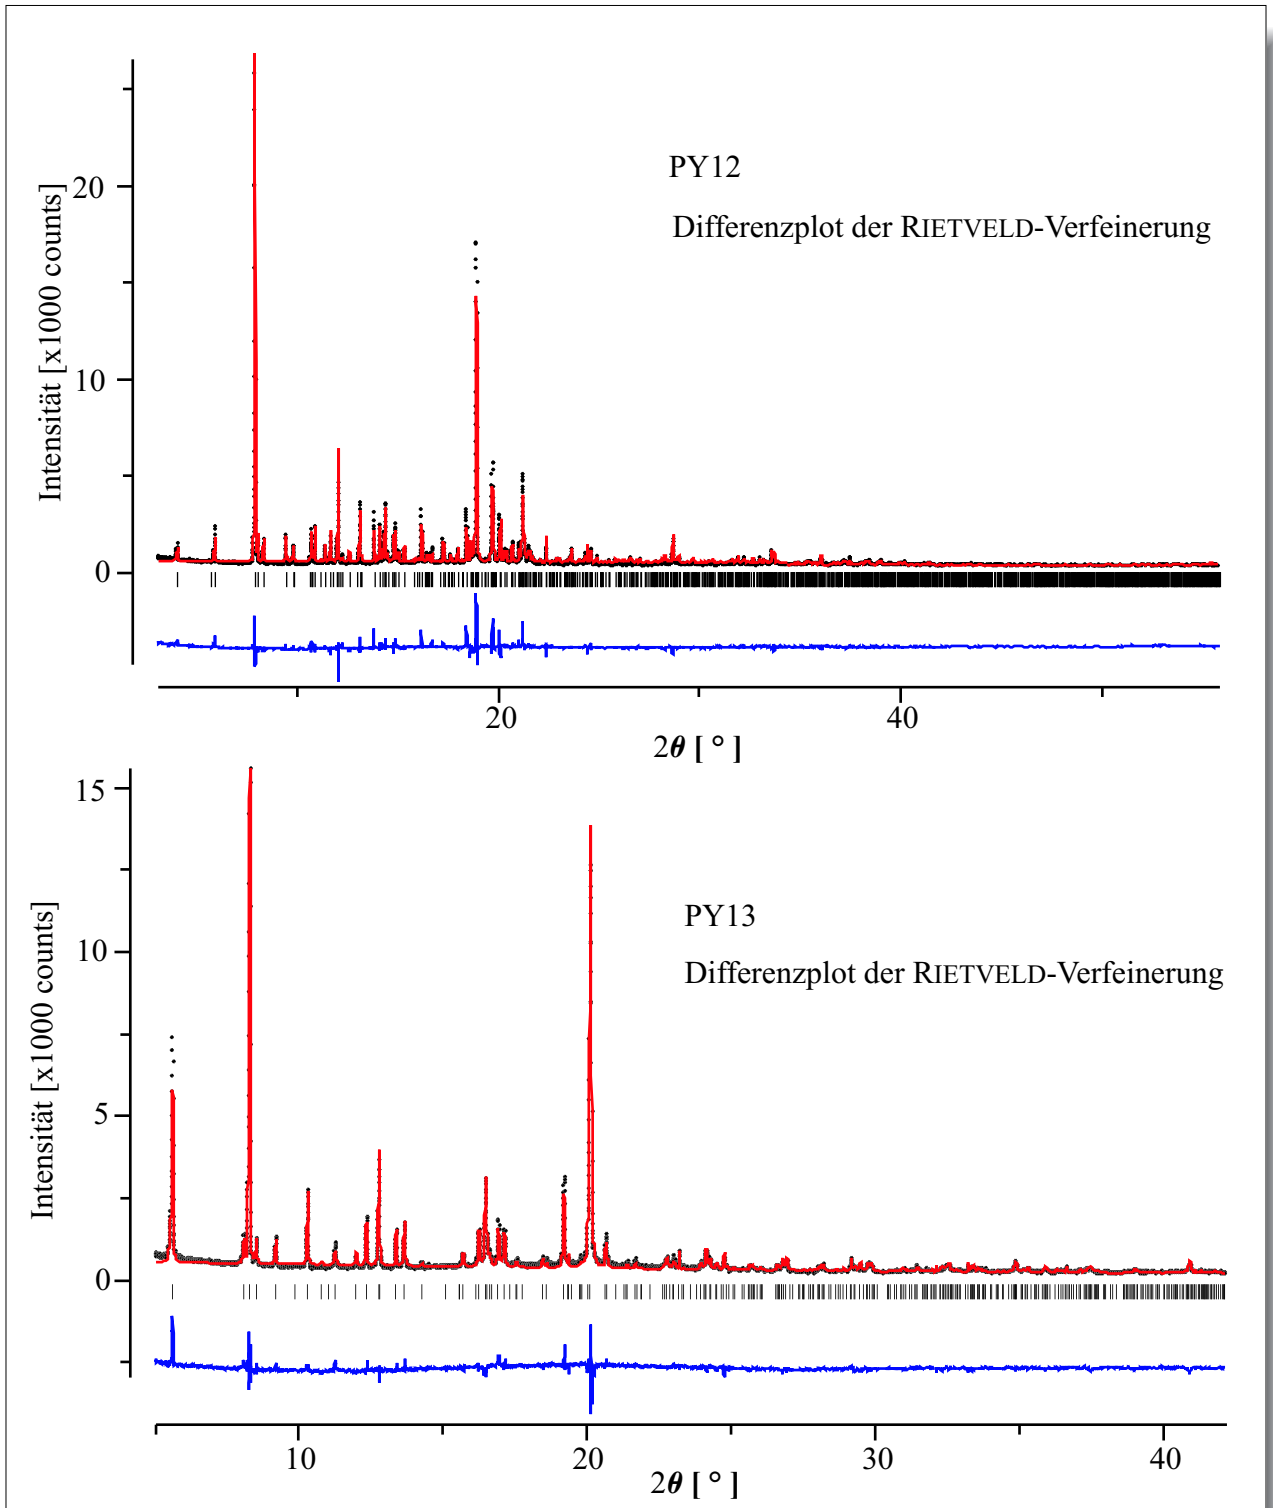 PY12
Differenzplot der RIETVELD-Verfeinerung
Intensität [x1000 counts]
20
10
0
20
40
2θ [ ° ]
PY13
Differenzplot der RIETVELD-Verfeinerung
Intensität [x1000 counts]
15
10
5
0
10
20
30
40
2θ [ ° ]